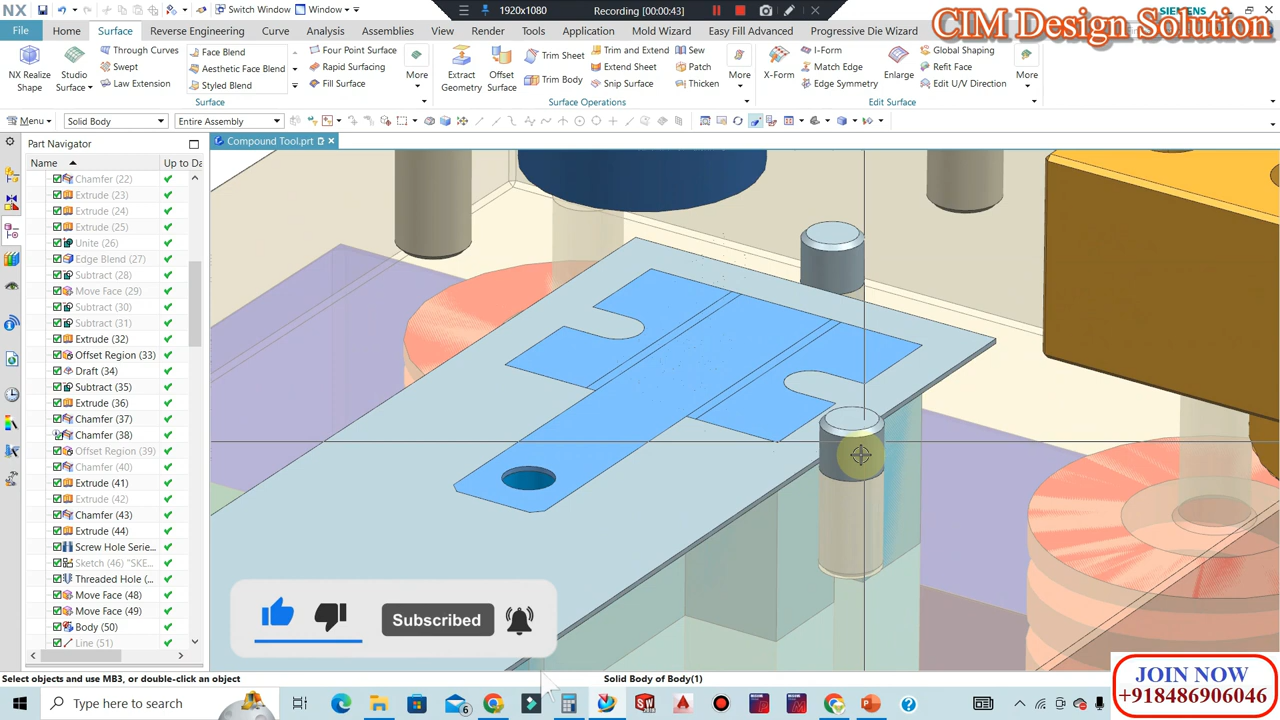 NX
Switch Window
Window
1920x1080
Recording [00:00:43]
SIEMENS
CIM Design Solution
File
Home
Surface
Reverse Engineering
Curve
Analysis
Assemblies
View
Render
Tools
Application
Mold Wizard
Easy Fill Advanced
Progressive Die Wizard
NX Realize Shape
Studio Surface
Through Curves
Swept
Law Extension
Face Blend
Aesthetic Face Blend
Styled Blend
Four Point Surface
Rapid Surfacing
Fill Surface
More
Surface
Extract Geometry
Offset Surface
Trim Sheet
Trim Body
Trim and Extend
Extend Sheet
Snip Surface
Sew
Patch
Thicken
More
Surface Operations
X-Form
I-Form
Match Edge
Edge Symmetry
Enlarge
Global Shaping
Refit Face
Edit U/V Direction
More
Edit Surface
Menu
Solid Body
Entire Assembly
Part Navigator
Compound Tool.prt
Name
Up to Da
Chamfer (22)
Extrude (23)
Extrude (24)
Extrude (25)
Unite (26)
Edge Blend (27)
Subtract (28)
Move Face (29)
Subtract (30)
Subtract (31)
Extrude (32)
Offset Region (33)
Draft (34)
Subtract (35)
Extrude (36)
Chamfer (37)
Chamfer (38)
Offset Region (39)
Chamfer (40)
Extrude (41)
Extrude (42)
Chamfer (43)
Extrude (44)
Screw Hole Serie...
Sketch (46) "SKE...
Threaded Hole (...
Move Face (48)
Move Face (49)
Body (50)
Line (51)
Subscribed
Select objects and use MB3, or double-click an object
Solid Body of Body(1)
JOIN NOW
+918486906046
Type here to search
6